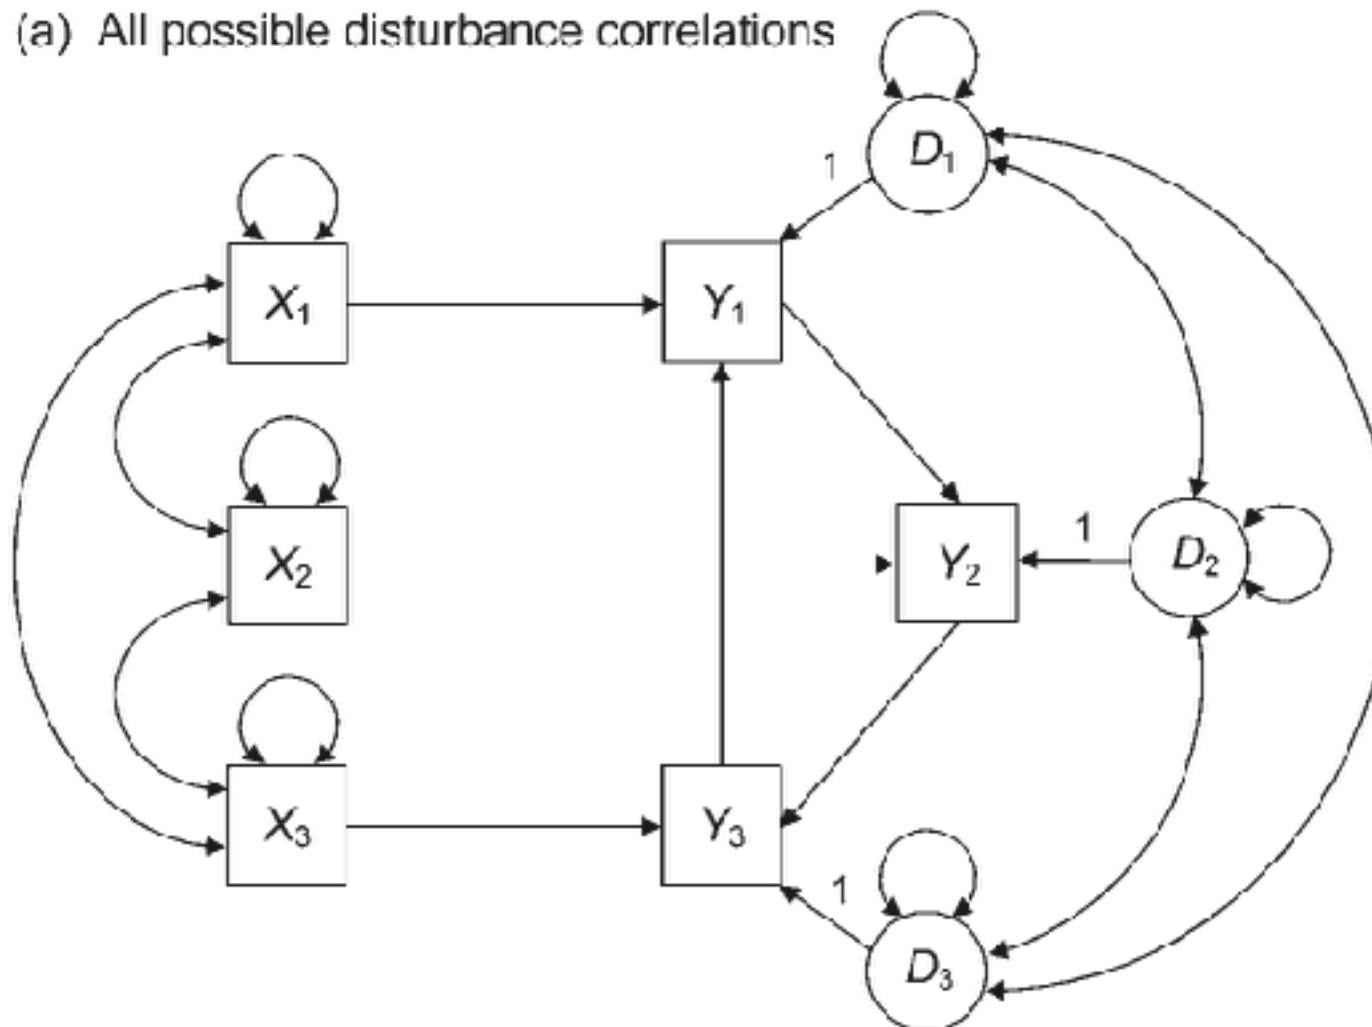 (a) All possible disturbance correlations
D₁
1
X₁
Y₁
X₂
Y₂
1
D₂
X₃
Y₃
1
D₃